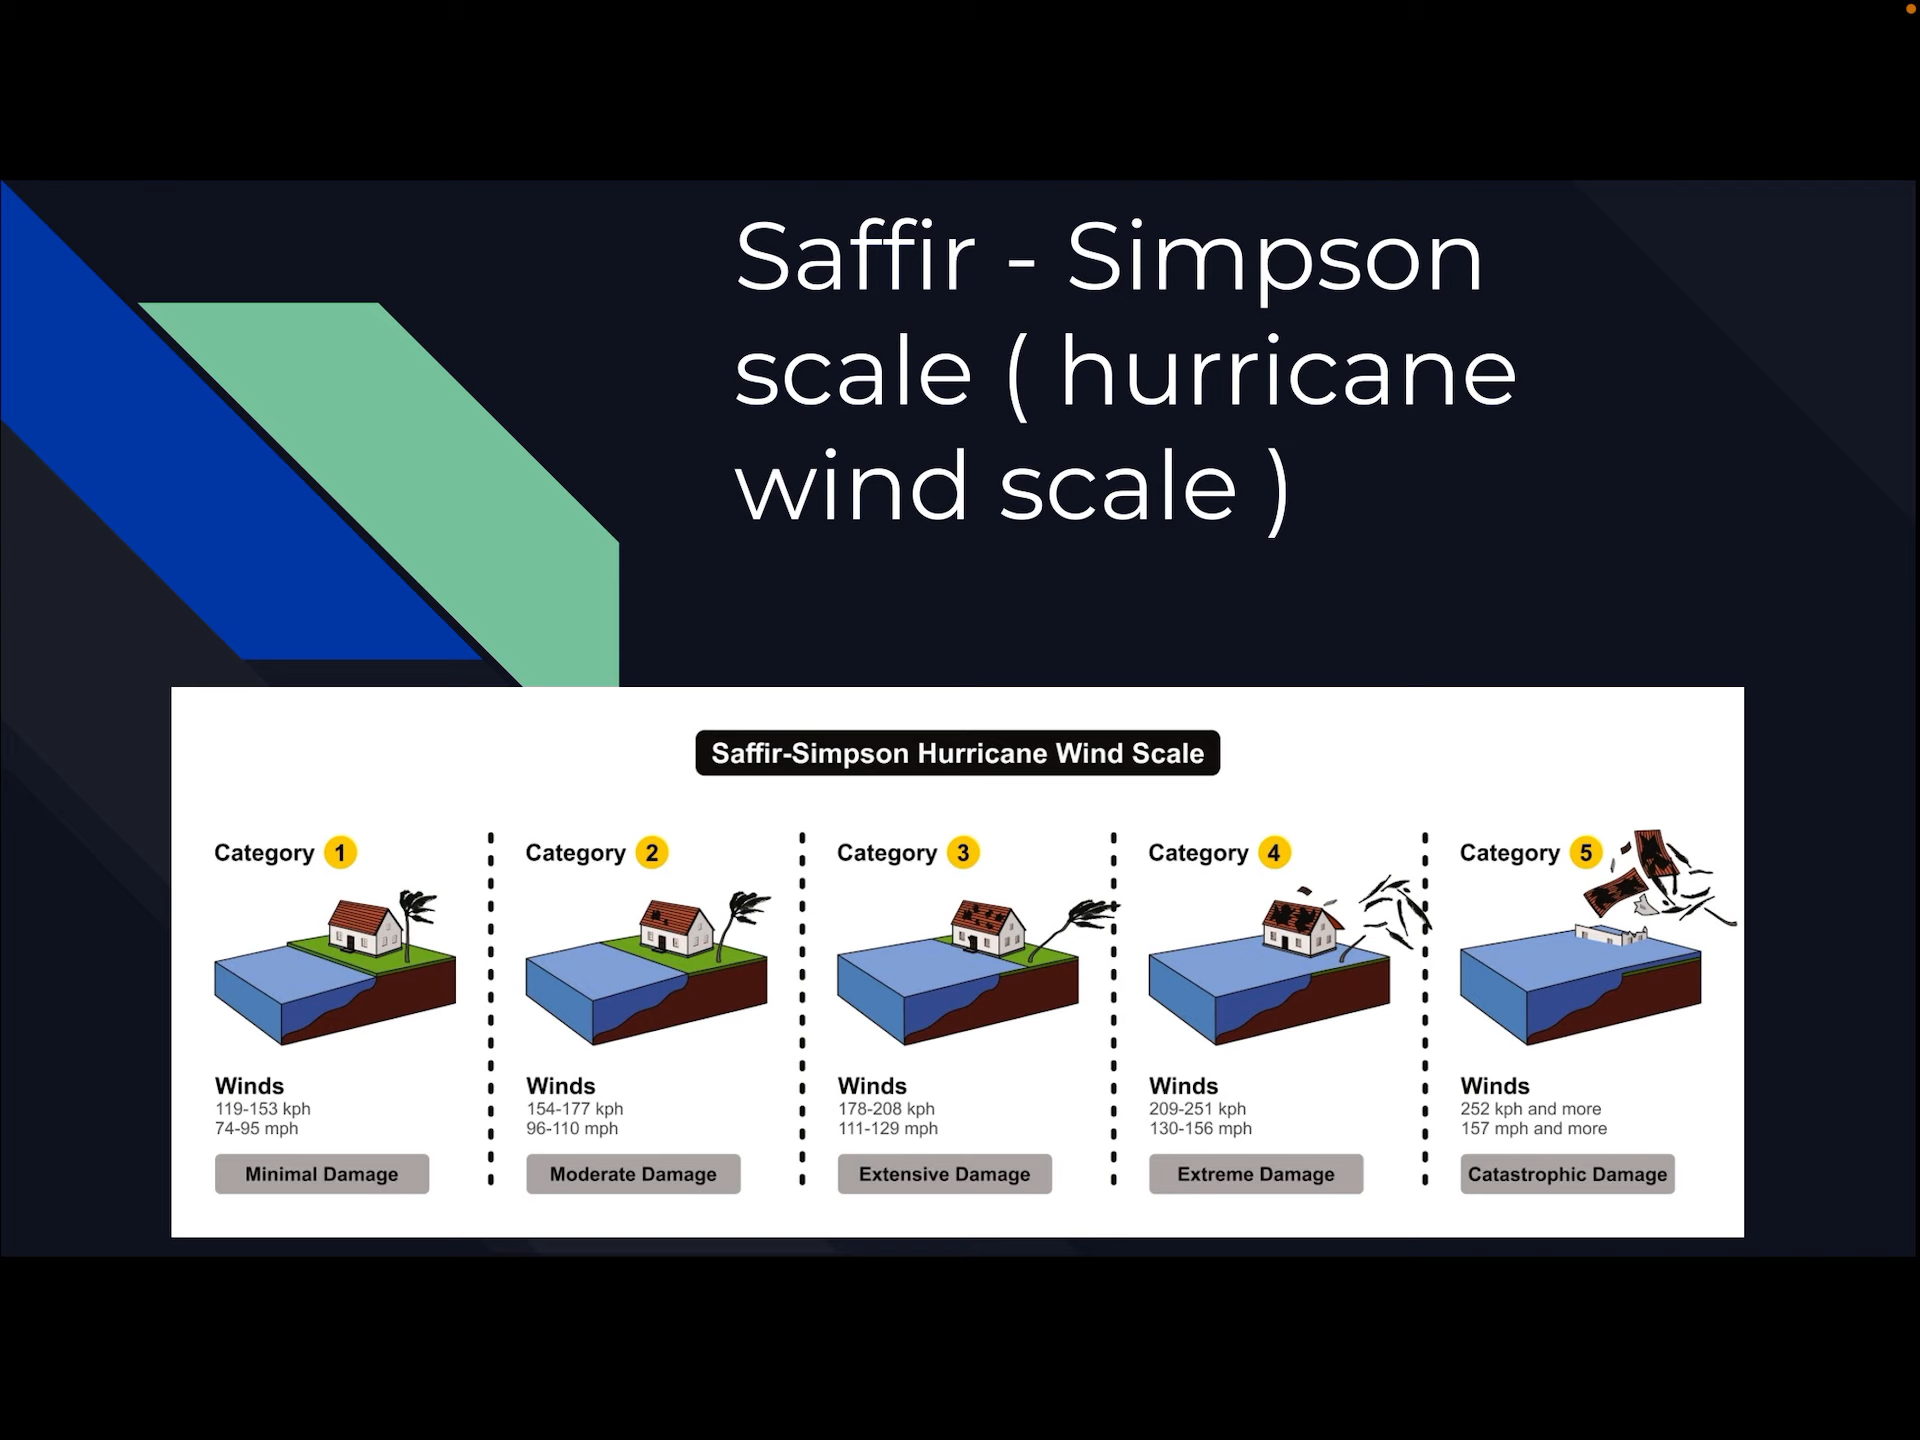 Saffir - Simpson
scale ( hurricane
wind scale )
Saffir-Simpson Hurricane Wind Scale
Category 1
Winds
119-153 kph
74-95 mph
Minimal Damage
Category 2
Winds
154-177 kph
96-110 mph
Moderate Damage
Category 3
Winds
178-208 kph
111-129 mph
Extensive Damage
Category 4
Winds
209-251 kph
130-156 mph
Extreme Damage
Category 5
Winds
252 kph and more
157 mph and more
Catastrophic Damage